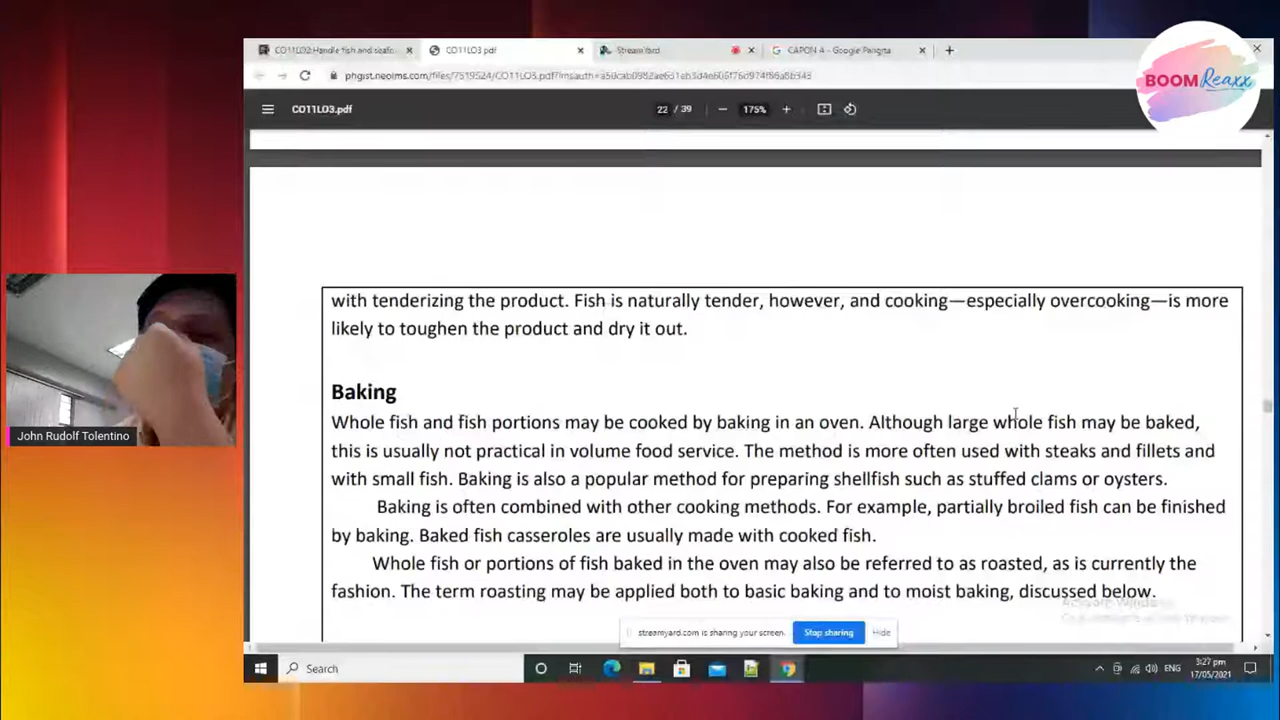 CO11LO2:Handle fish and seafo
CO11LO3.pdf
StreamYard
CAPON A - Google Pangita
BOOM Reaxx
CO11LO3.pdf
22 / 39
175%
with tenderizing the product. Fish is naturally tender, however, and cooking—especially overcooking—is more
likely to toughen the product and dry it out.
Baking
Whole fish and fish portions may be cooked by baking in an oven. Although large whole fish may be baked,
this is usually not practical in volume food service. The method is more often used with steaks and fillets and
with small fish. Baking is also a popular method for preparing shellfish such as stuffed clams or oysters.
Baking is often combined with other cooking methods. For example, partially broiled fish can be finished
by baking. Baked fish casseroles are usually made with cooked fish.
Whole fish or portions of fish baked in the oven may also be referred to as roasted, as is currently the
fashion. The term roasting may be applied both to basic baking and to moist baking, discussed below.
John Rudolf Tolentino
streamyard.com is sharing your screen.
Stop sharing
Hide
Search
ENG
3:27 pm
17/05/2021